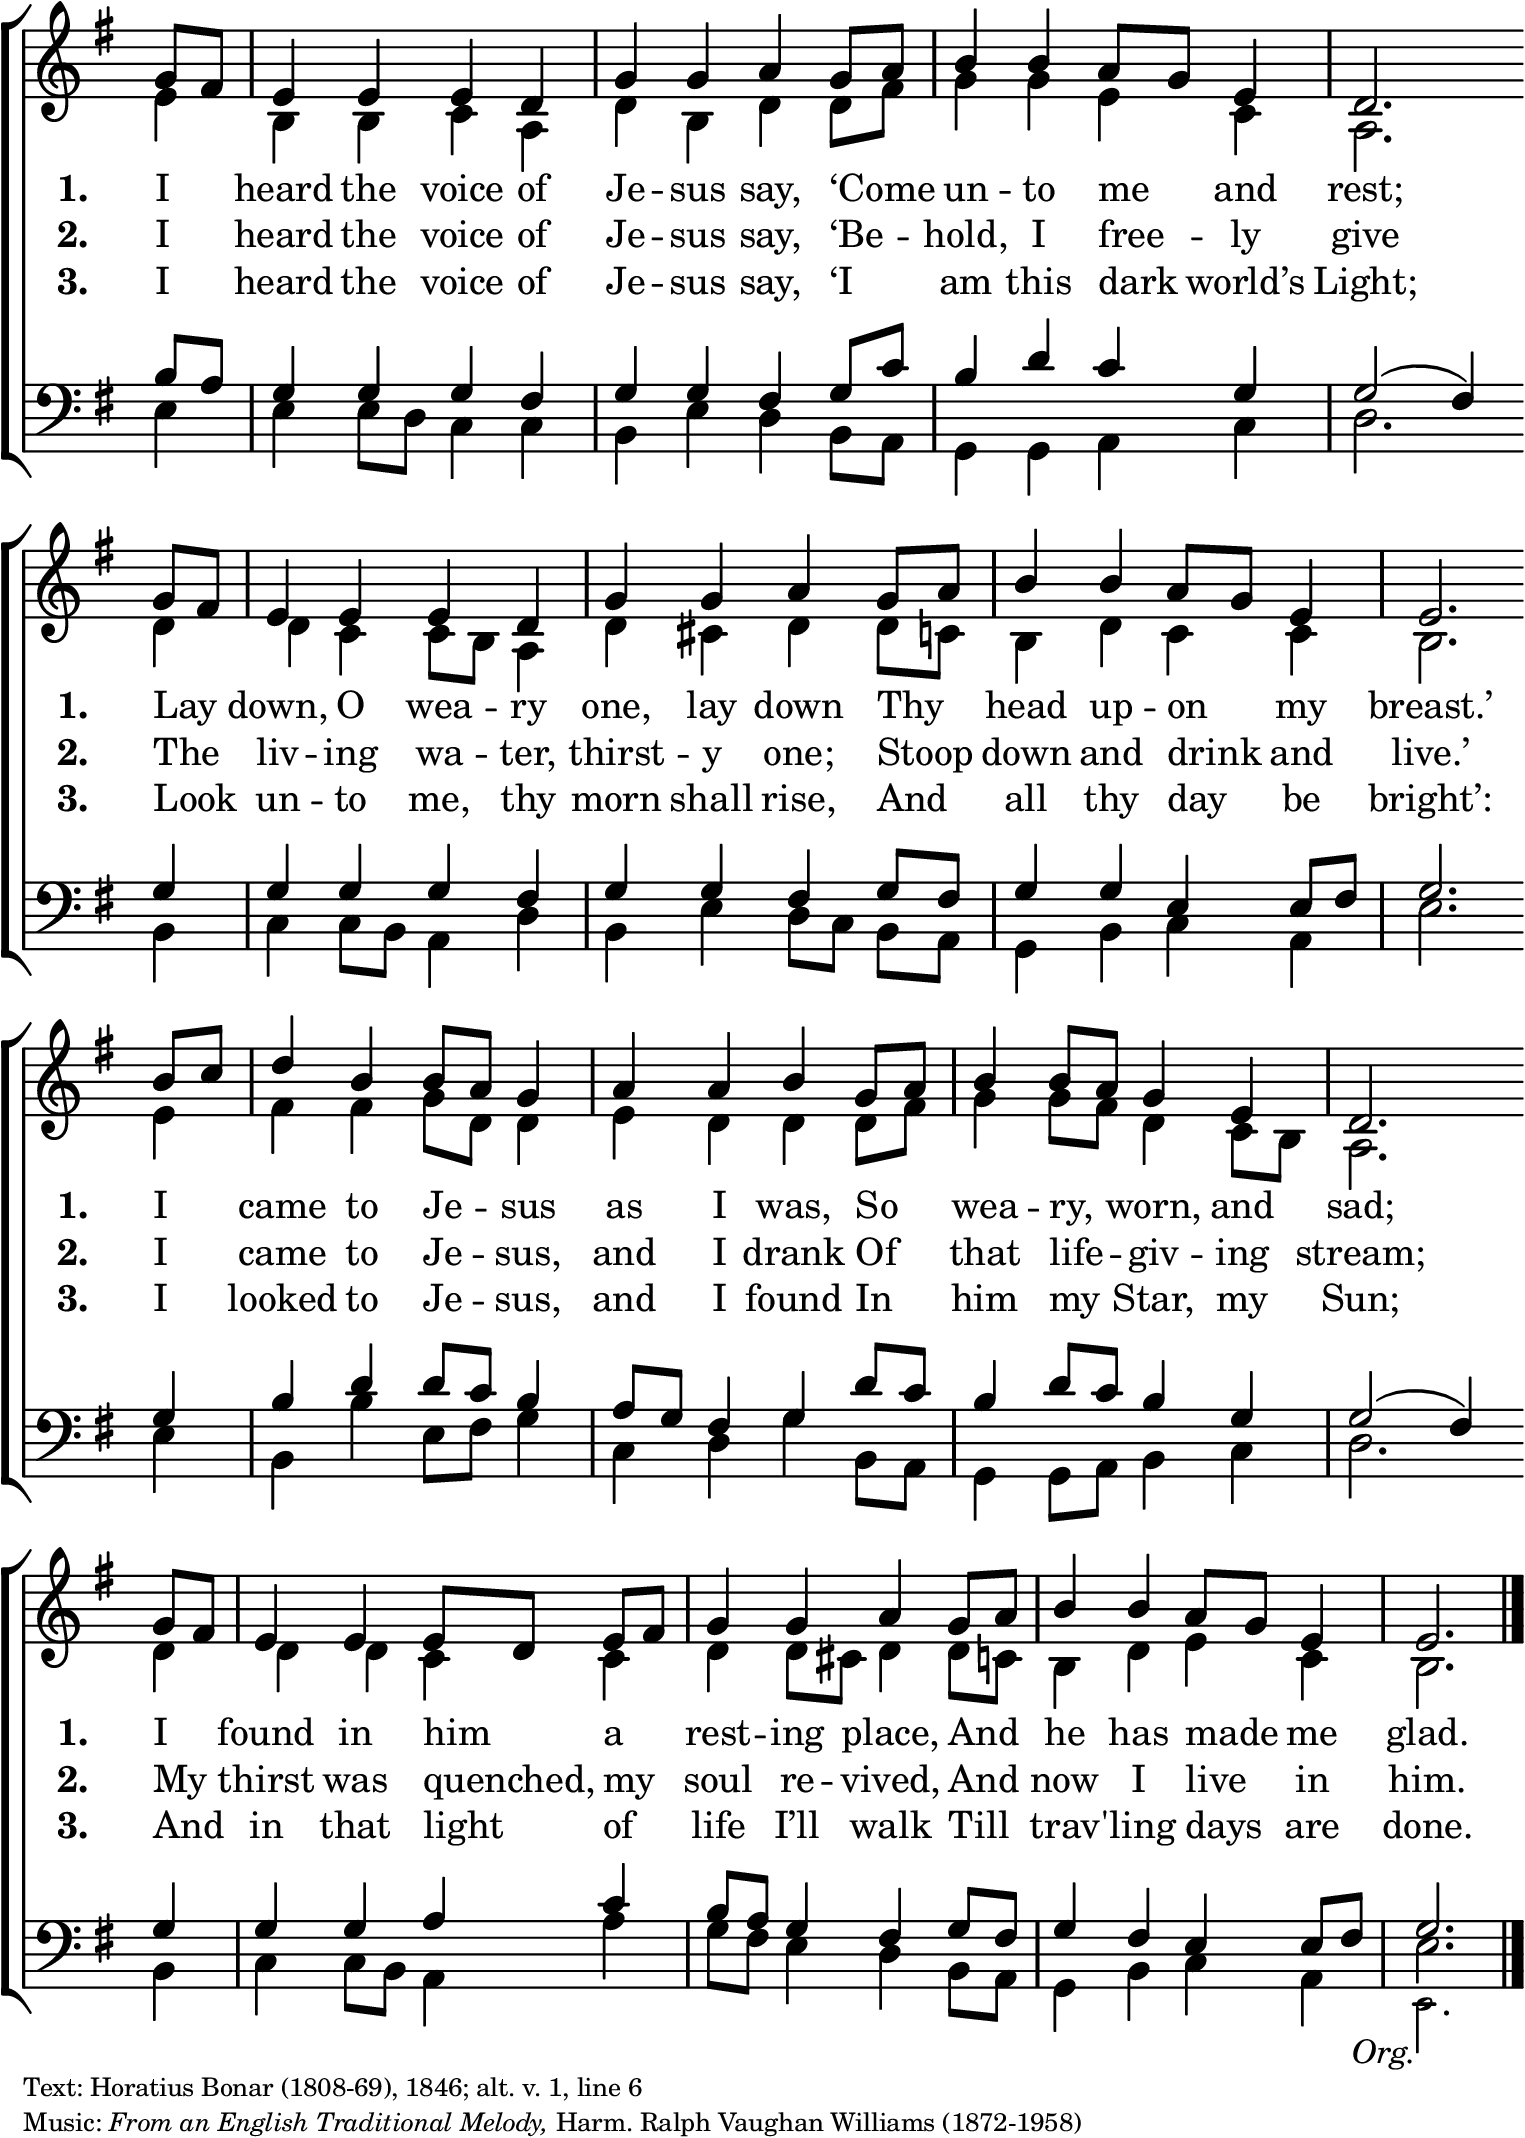 1. I heard the voice of Je -- sus say, ‘Come un -- to me and rest;
2. I heard the voice of Je -- sus say, ‘Be -- hold, I free -- ly give
3. I heard the voice of Je -- sus say, ‘I am this dark world’s Light;
1. Lay down, O wea -- ry one, lay down Thy head up -- on my breast.’
2. The liv -- ing wa -- ter, thirst -- y one; Stoop down and drink and live.’
3. Look un -- to me, thy morn shall rise, And all thy day be bright’:
1. I came to Je -- sus as I was, So wea -- ry, worn, and sad;
2. I came to Je -- sus, and I drank Of that life -- giv -- ing stream;
3. I looked to Je -- sus, and I found In him my Star, my Sun;
1. I found in him a rest -- ing place, And he has made me glad.
2. My thirst was quenched, my soul re -- vived, And now I live in him.
3. And in that light of life I’ll walk Till trav'ling days are done.
Org.
Text: Horatius Bonar (1808-69), 1846; alt. v. 1, line 6
Music: From an English Traditional Melody, Harm. Ralph Vaughan Williams (1872-1958)